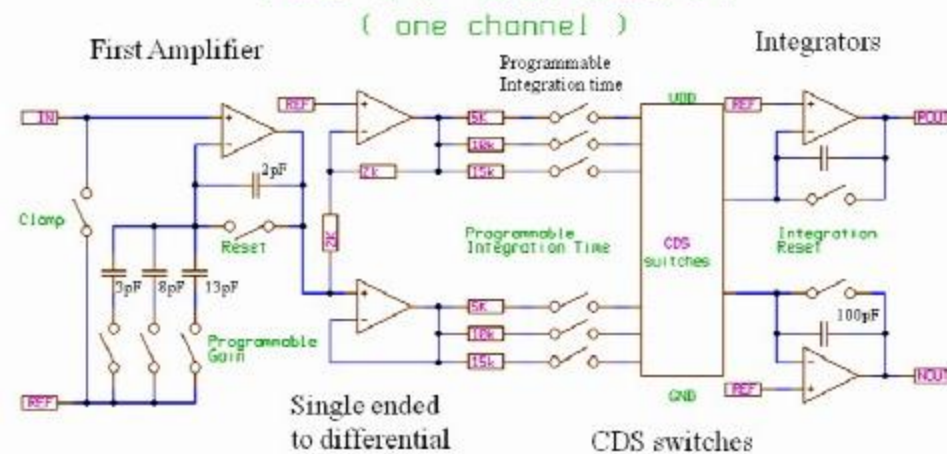 ( one channel )
First Amplifier
Programmable
Integration time
Integrators
IN
REF
5K
10k
15k
VDD
REF
POUT
2pF
2k
Clamp
Reset
2K
Programmable
Integration Time
CDS
switches
Integration
Reset
3pF
8pF
13pF
5K
10k
15k
100pF
Programmable
Gain
REF
GND
REF
NOUT
Single ended
to differential
CDS switches